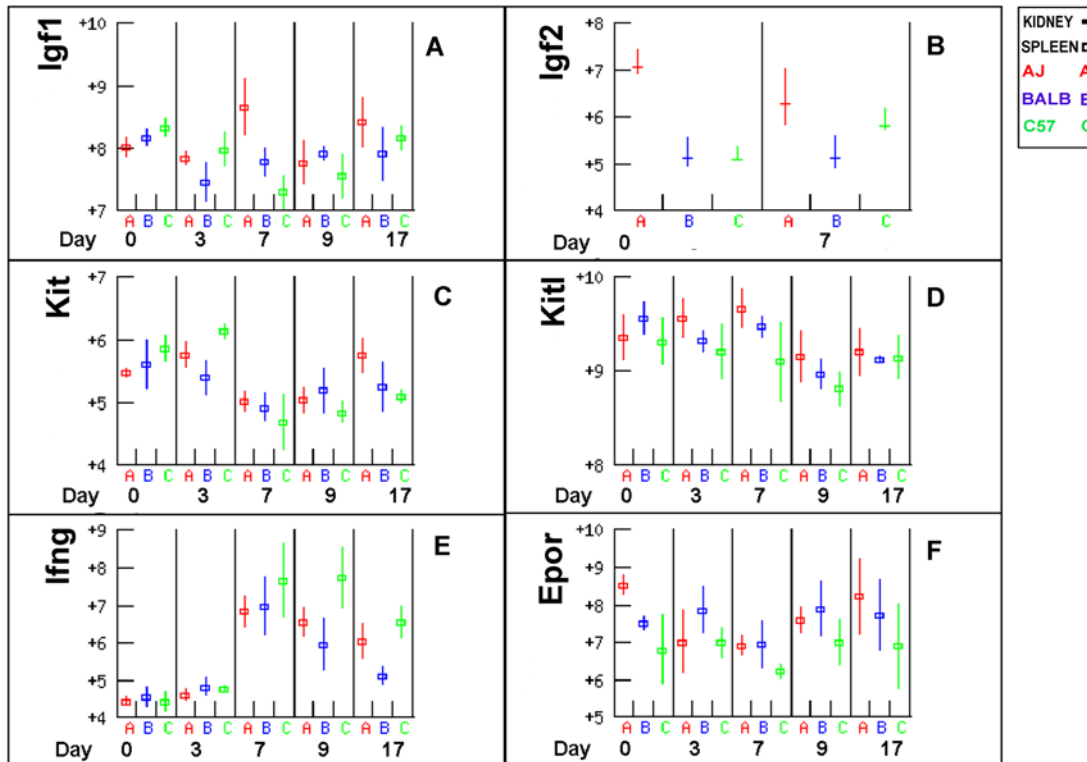 Igf1
+10
+9
+8
+7
A
A B C A B C A B C A B C A B C
Day 0 3 7 9 17
Igf2
+8
+7
+6
+5
+4
B
A B C A B C
Day 0 7
KIDNEY
SPLEEN
AJ A
BALB B
C57 C
Kit
+7
+6
+5
+4
C
A B C A B C A B C A B C A B C
Day 0 3 7 9 17
Kitl
+10
+9
+8
D
A B C A B C A B C A B C A B C
Day 0 3 7 9 17
Ifng
+9
+8
+7
+6
+5
+4
E
A B C A B C A B C A B C A B C
Day 0 3 7 9 17
Epor
+10
+9
+8
+7
+6
+5
F
A B C A B C A B C A B C A B C
Day 0 3 7 9 17